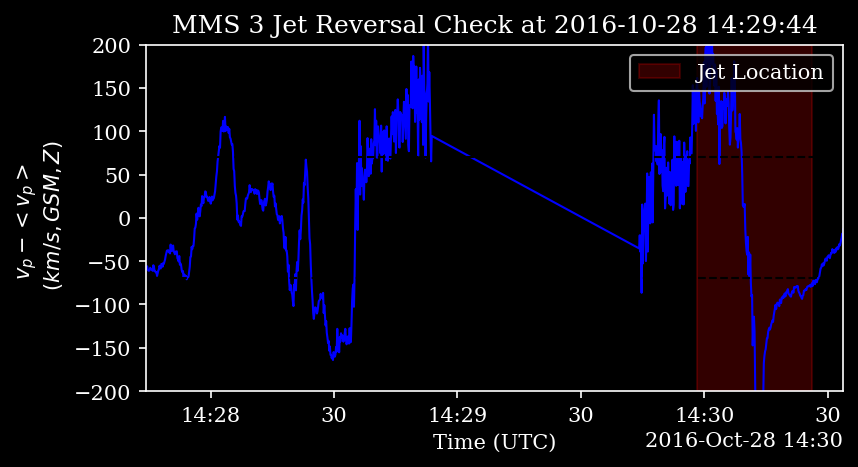 MMS 3 Jet Reversal Check at 2016-10-28 14:29:44
Jet Location
200
150
100
50
0
−50
−100
−150
−200
v_p − < v_p >
(km/s, GSM, Z)
14:28 30 14:29 30 14:30 30
Time (UTC)
2016-Oct-28 14:30